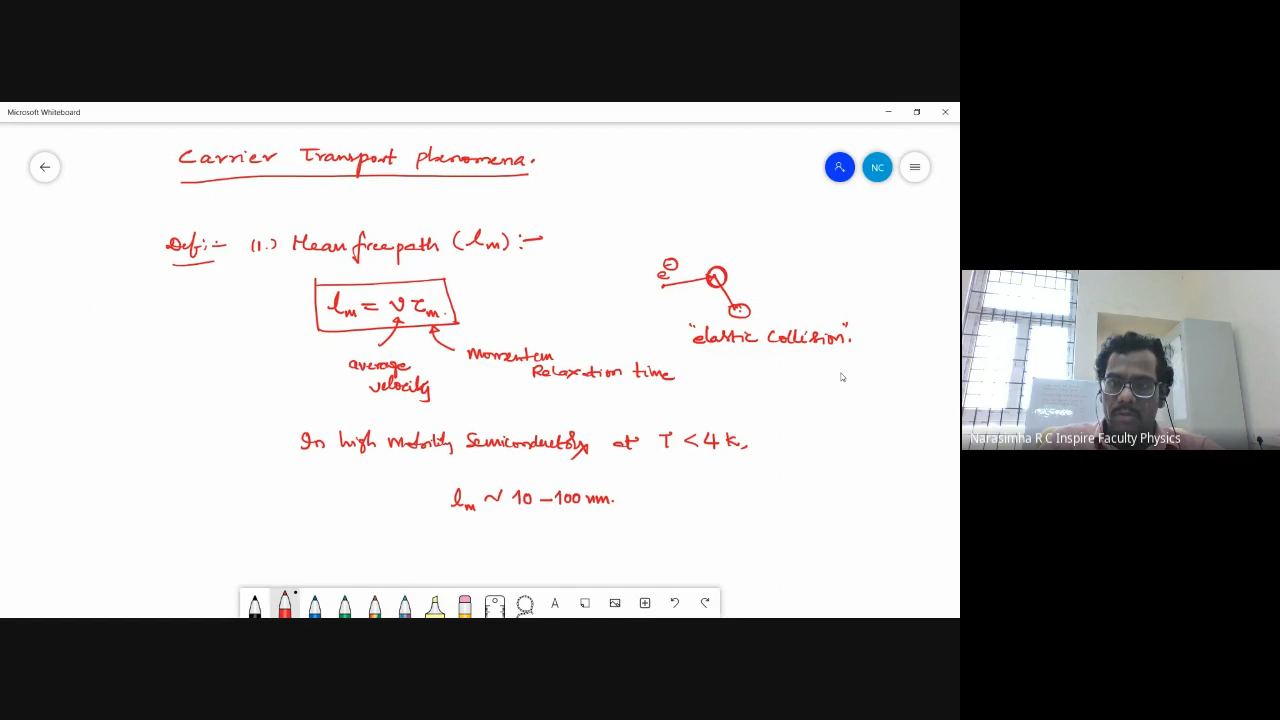 Microsoft Whiteboard
Carrier Transport phenomena.
NC
Def:- (1.) Mean free path (lm) :-
e⊖
lm = v τm.
"elastic collision".
average velocity
Momentum Relaxation time
In high mobility Semiconductors at T < 4 K,
lm ~ 10 – 100 nm.
A
Narasimha R C Inspire Faculty Physics